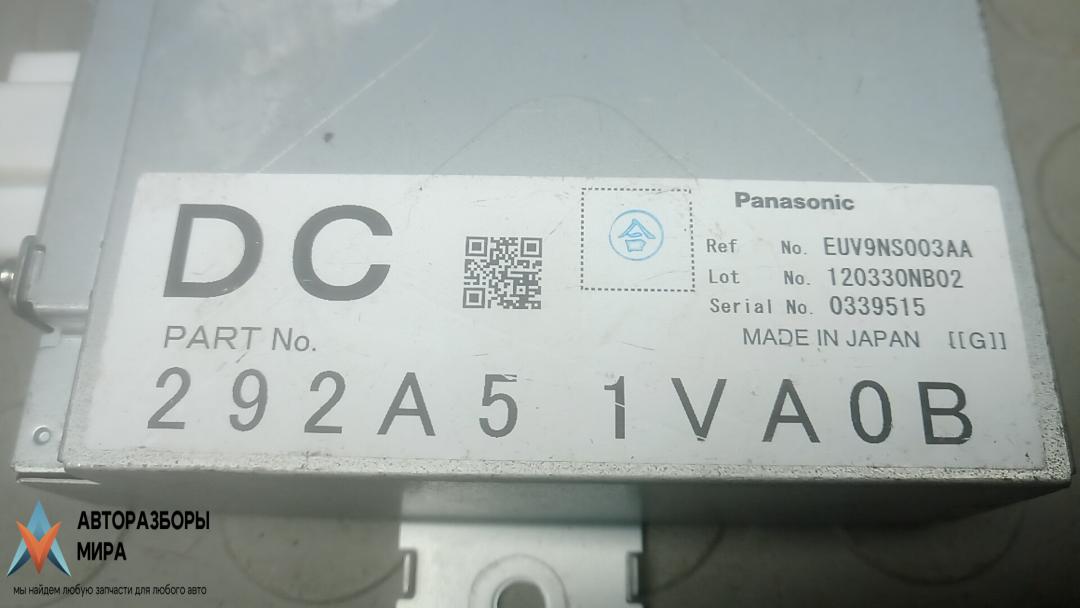 DC
Panasonic
Ref No. EUV9NS003AA
Lot No. 120330NB02
Serial No. 0339515
MADE IN JAPAN [[G]]
PART No.
292A5 1VA0B
АВТОРАЗБОРЫ
МИРА
мы найдем любую запчасти для любого авто